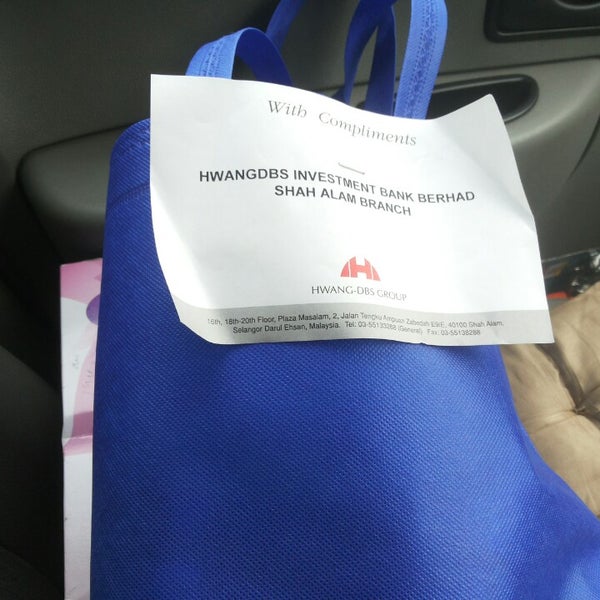 With Compliments
HWANGDBS INVESTMENT BANK BERHAD
SHAH ALAM BRANCH
HWANG-DBS GROUP
16th, 18th-20th Floor, Plaza Masalam, 2, Jalan Tengku Ampuan Zabedah E9/E, 40100 Shah Alam.
Selangor Darul Ehsan, Malaysia. Tel: 03-55133288 (General) Fax: 03-55138288